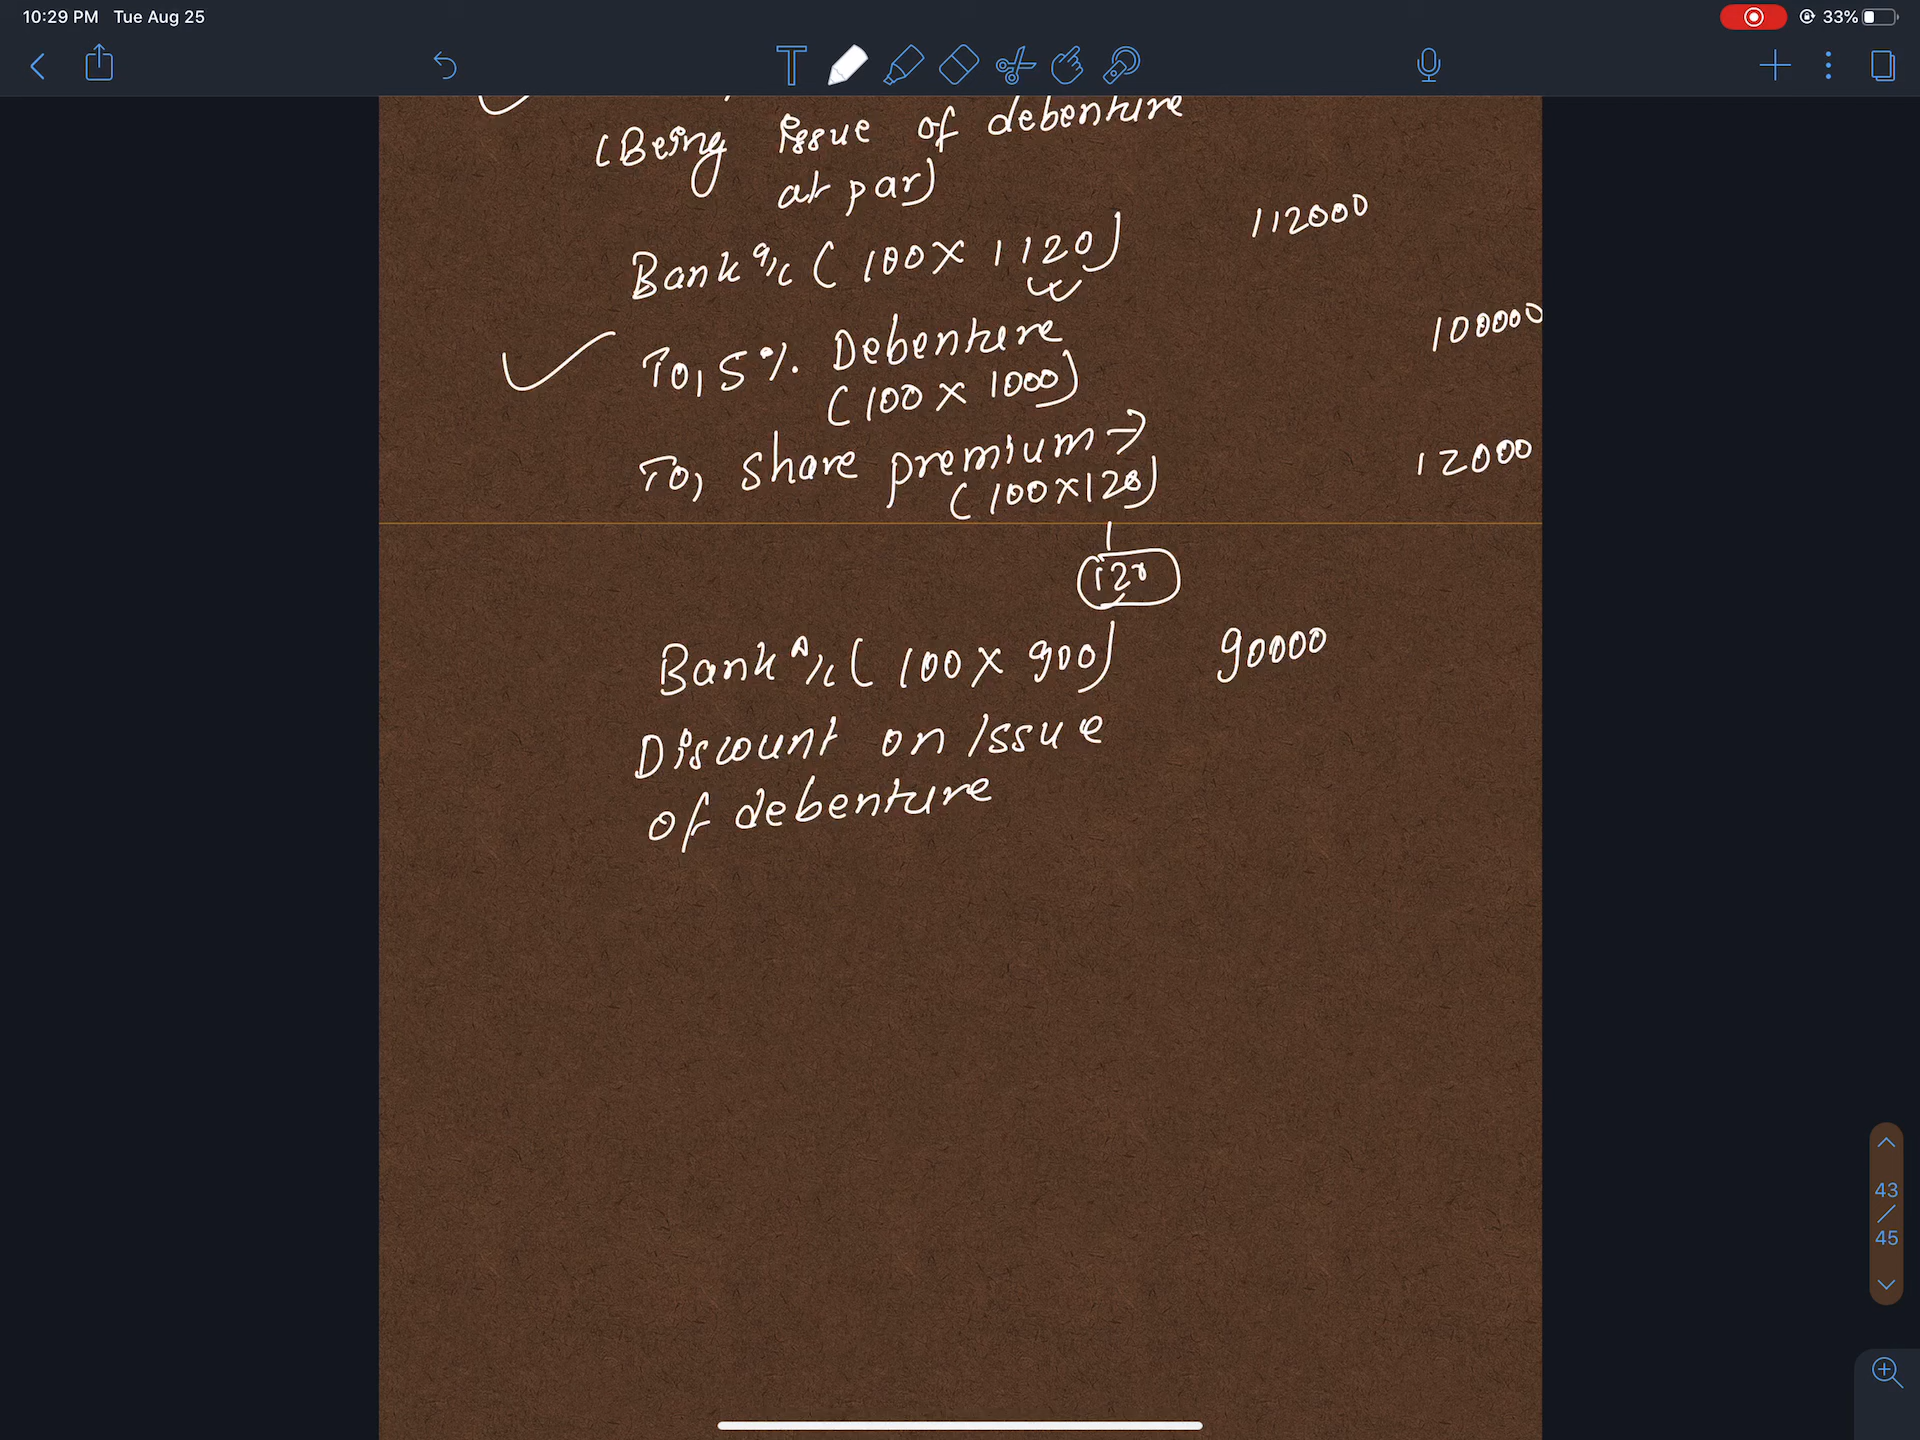 10:29 PM Tue Aug 25
33%
(Being issue of debenture
at par)
Bank a/c (100 X 1120) 112000
To, 5%. Debenture 100000
(100 X 1000)
To, share premium → 12000
(100 X 120)
120
Bank A/c (100 X 900) 90000
Discount on Issue
of debenture
43
/
45